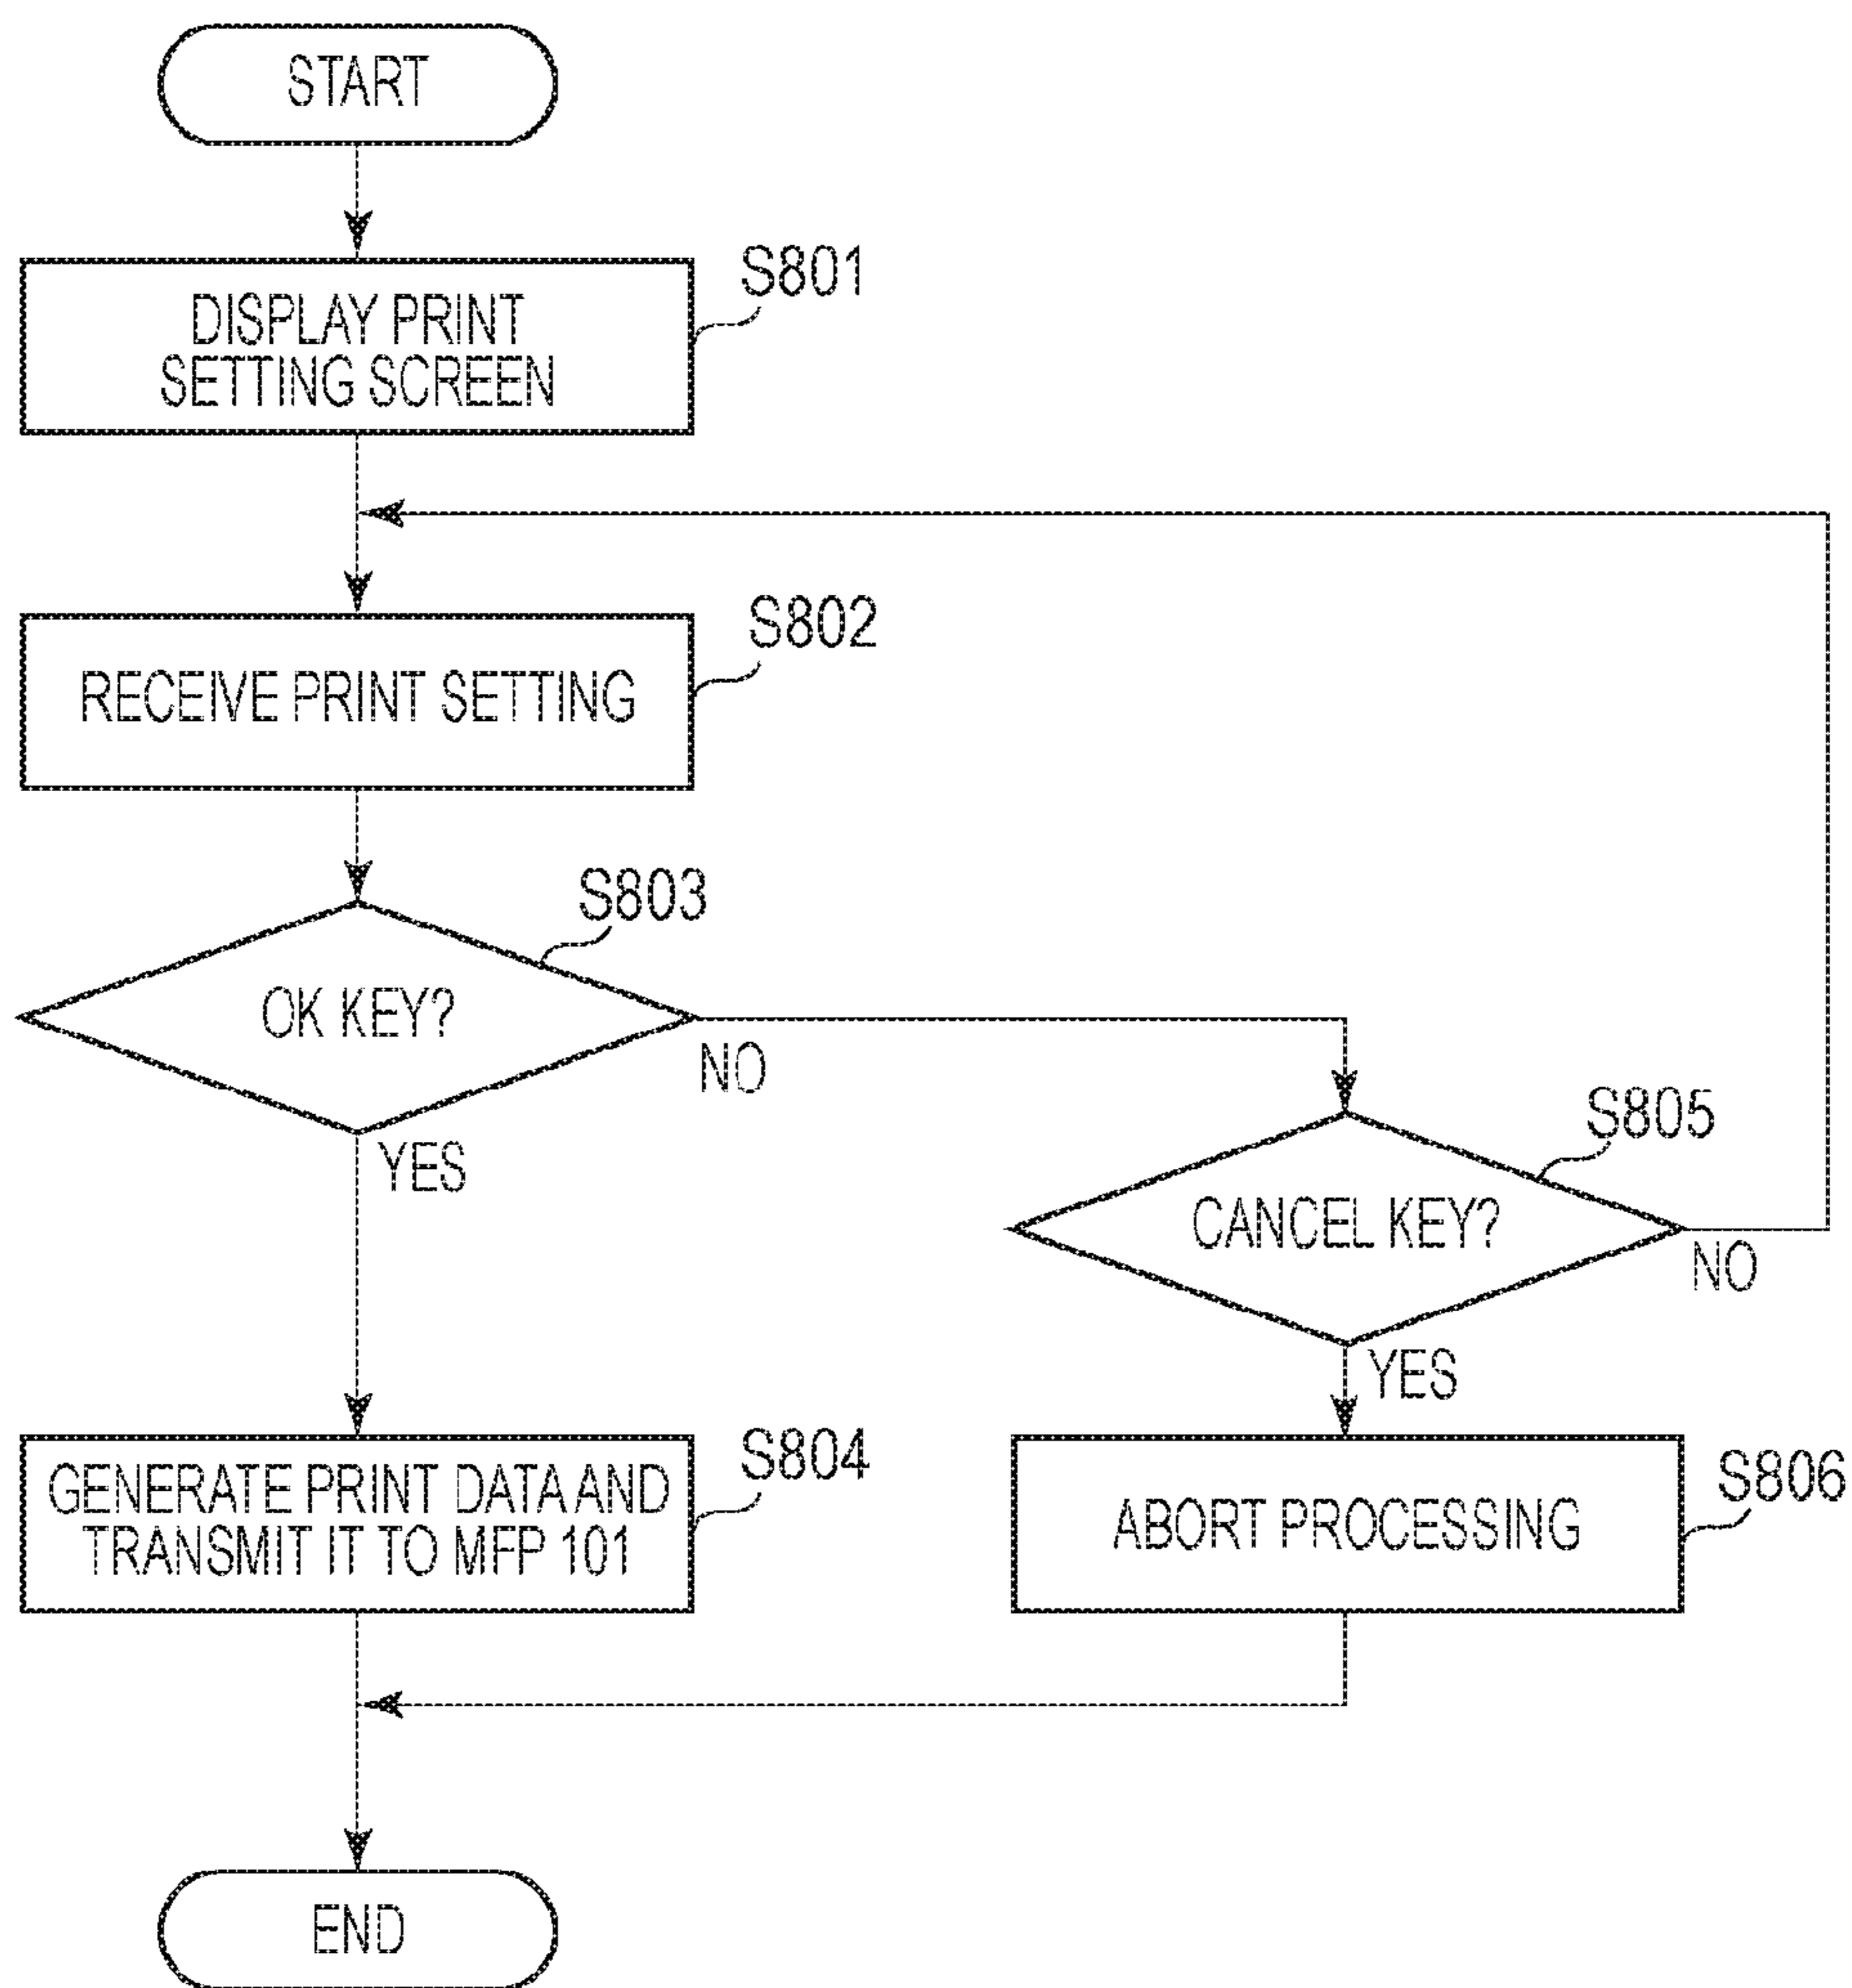 START
S801
DISPLAY PRINT
SETTING SCREEN
S802
RECEIVE PRINT SETTING
S803
OK KEY?
NO
YES
S805
CANCEL KEY?
NO
YES
S804
GENERATE PRINT DATA AND
TRANSMIT IT TO MFP 101
S806
ABORT PROCESSING
END